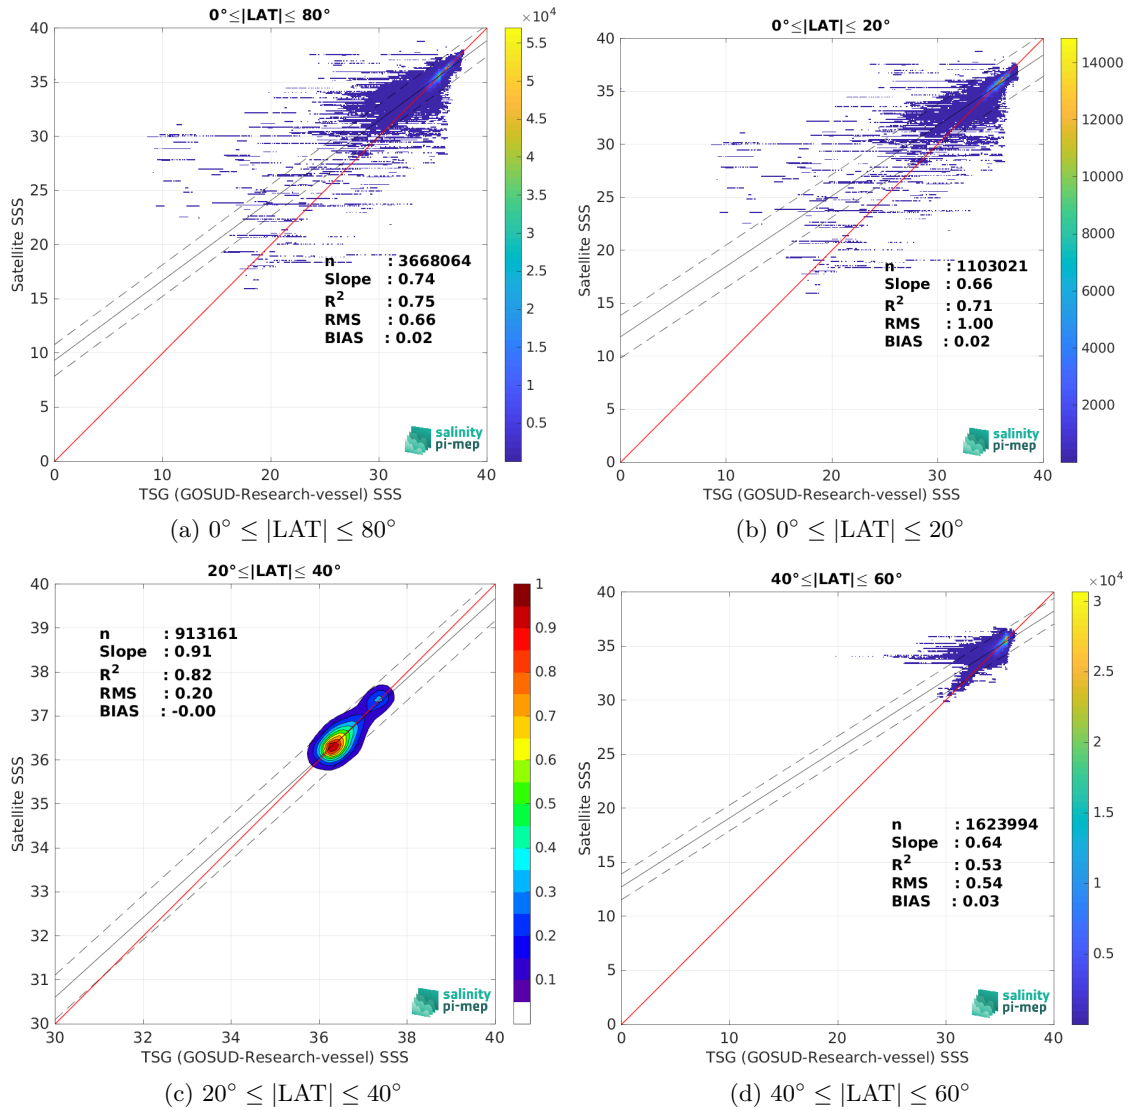 0°≤|LAT|≤ 80°
×10⁴
40
35
30
25
20
15
10
5
0
0
10
20
30
40
Satellite SSS
TSG (GOSUD-Research-vessel) SSS
n : 3668064
Slope : 0.74
R² : 0.75
RMS : 0.66
BIAS : 0.02
salinity
pi-mep
5.5
5
4.5
4
3.5
3
2.5
2
1.5
1
0.5
(a) 0° ≤ |LAT| ≤ 80°
0°≤|LAT|≤ 20°
40
35
30
25
20
15
10
5
0
0
10
20
30
40
Satellite SSS
TSG (GOSUD-Research-vessel) SSS
n : 1103021
Slope : 0.66
R² : 0.71
RMS : 1.00
BIAS : 0.02
salinity
pi-mep
14000
12000
10000
8000
6000
4000
2000
(b) 0° ≤ |LAT| ≤ 20°
20°≤|LAT|≤ 40°
40
39
38
37
36
35
34
33
32
31
30
30
32
34
36
38
40
Satellite SSS
TSG (GOSUD-Research-vessel) SSS
n : 913161
Slope : 0.91
R² : 0.82
RMS : 0.20
BIAS : -0.00
salinity
pi-mep
1
0.9
0.8
0.7
0.6
0.5
0.4
0.3
0.2
0.1
(c) 20° ≤ |LAT| ≤ 40°
40°≤|LAT|≤ 60°
×10⁴
40
35
30
25
20
15
10
5
0
0
10
20
30
40
Satellite SSS
TSG (GOSUD-Research-vessel) SSS
n : 1623994
Slope : 0.64
R² : 0.53
RMS : 0.54
BIAS : 0.03
salinity
pi-mep
3
2.5
2
1.5
1
0.5
(d) 40° ≤ |LAT| ≤ 60°